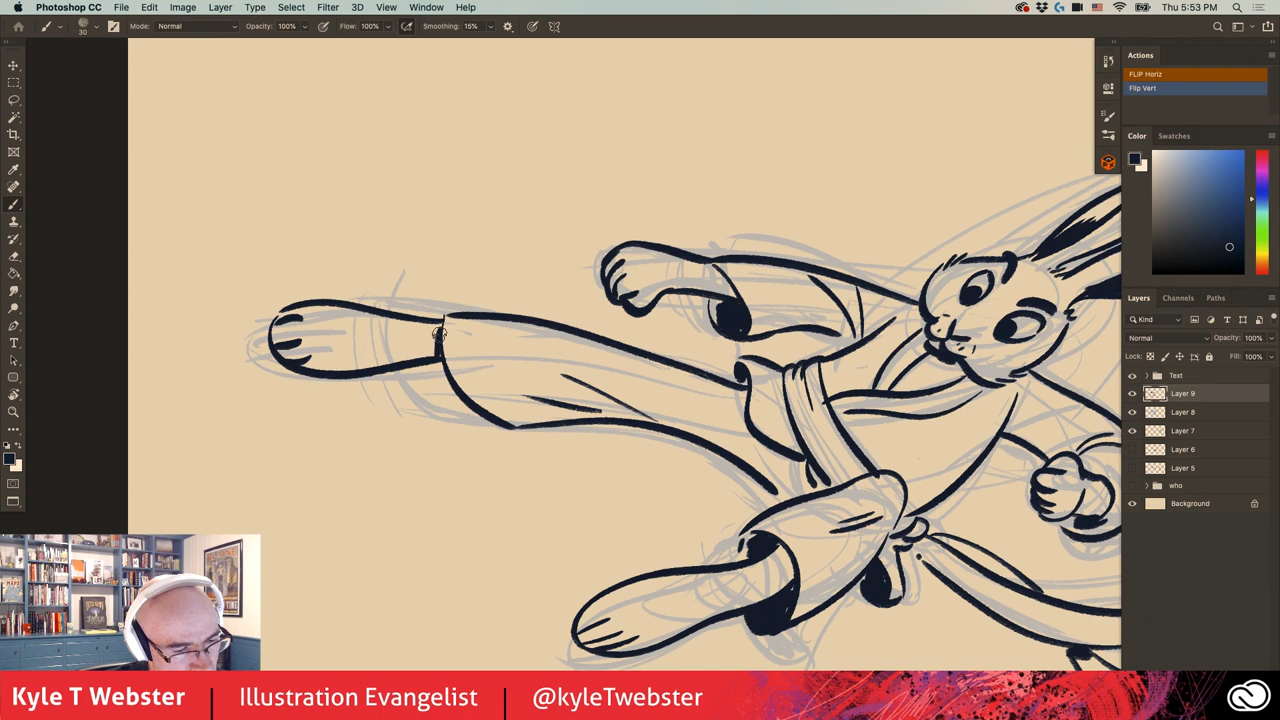 Photoshop CC File Edit Image Layer Type Select Filter 3D View Window Help Thu 5:53 PM
30 Mode: Normal Opacity: 100% Flow: 100% Smoothing: 15%
Actions
FLIP Horiz
Flip Vert
Color Swatches
Layers Channels Paths
Kind
Normal Opacity: 100%
Lock: Fill: 100%
Text
Layer 9
Layer 8
Layer 7
Layer 6
Layer 5
who
Background
Kyle T Webster | Illustration Evangelist | @kyleTwebster